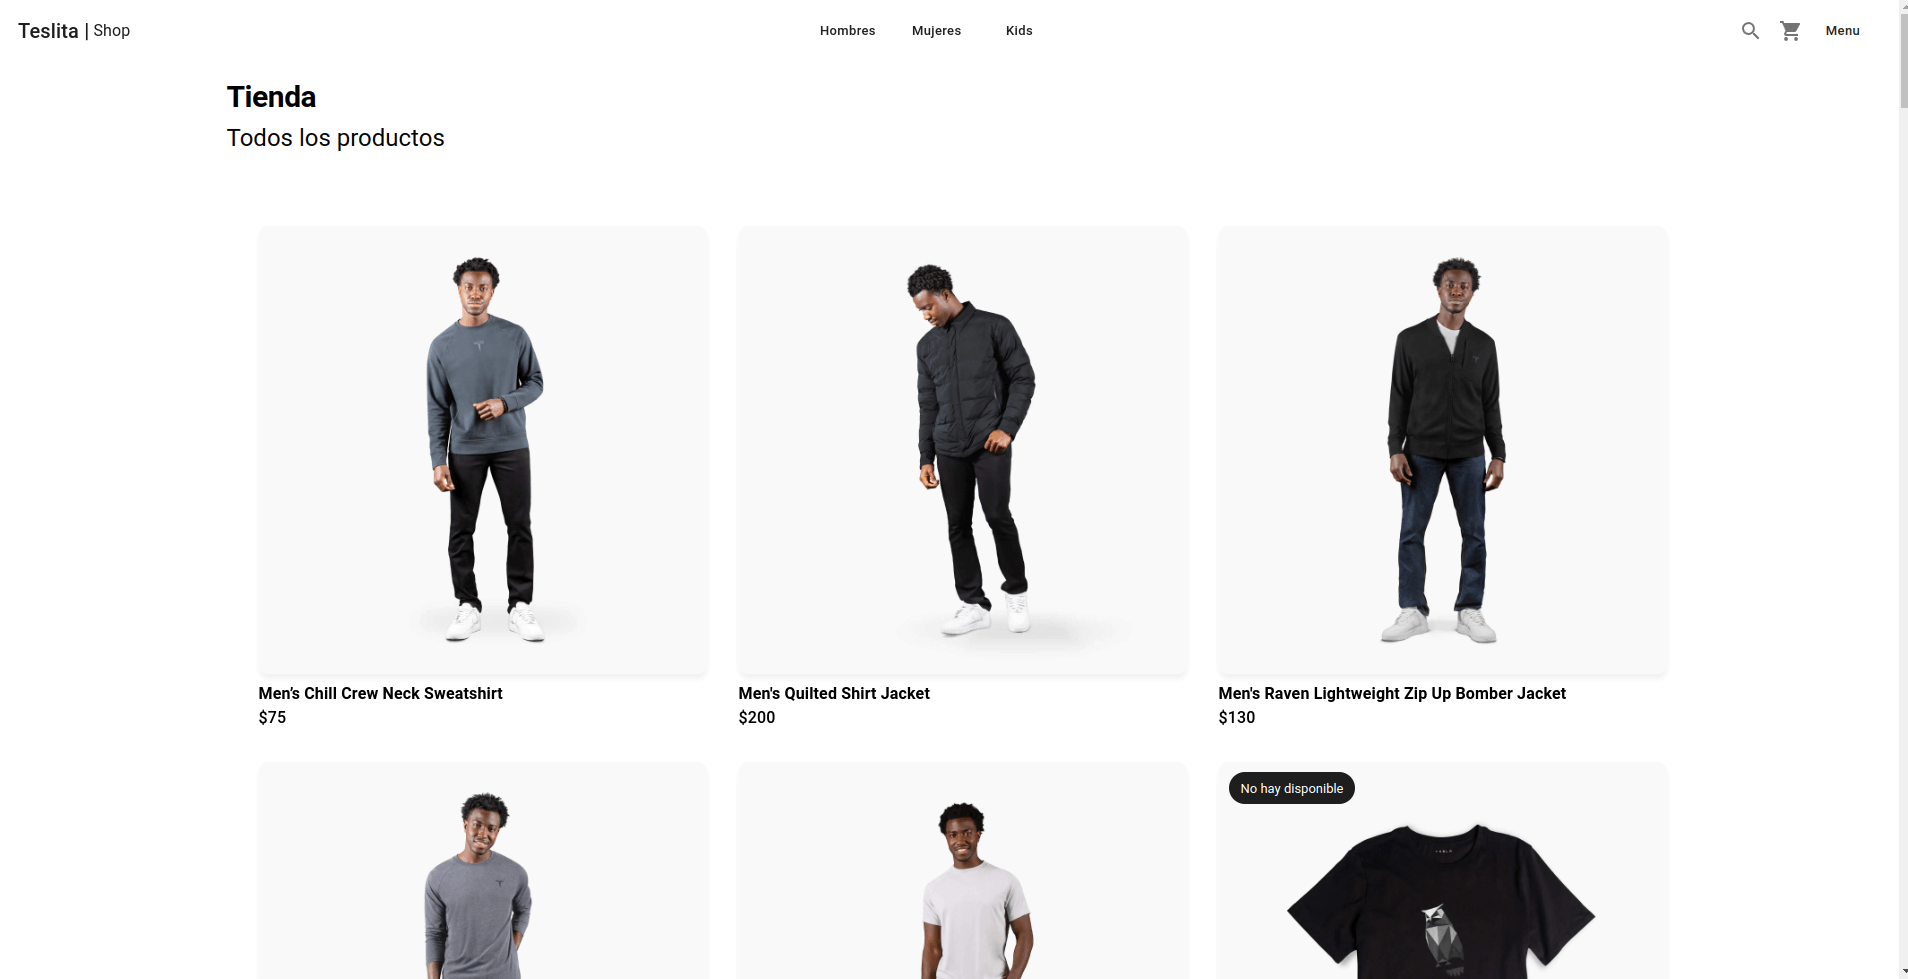 Teslita | Shop
Hombres
Mujeres
Kids
Menu
Tienda
Todos los productos
Men’s Chill Crew Neck Sweatshirt
$75
Men's Quilted Shirt Jacket
$200
Men's Raven Lightweight Zip Up Bomber Jacket
$130
No hay disponible